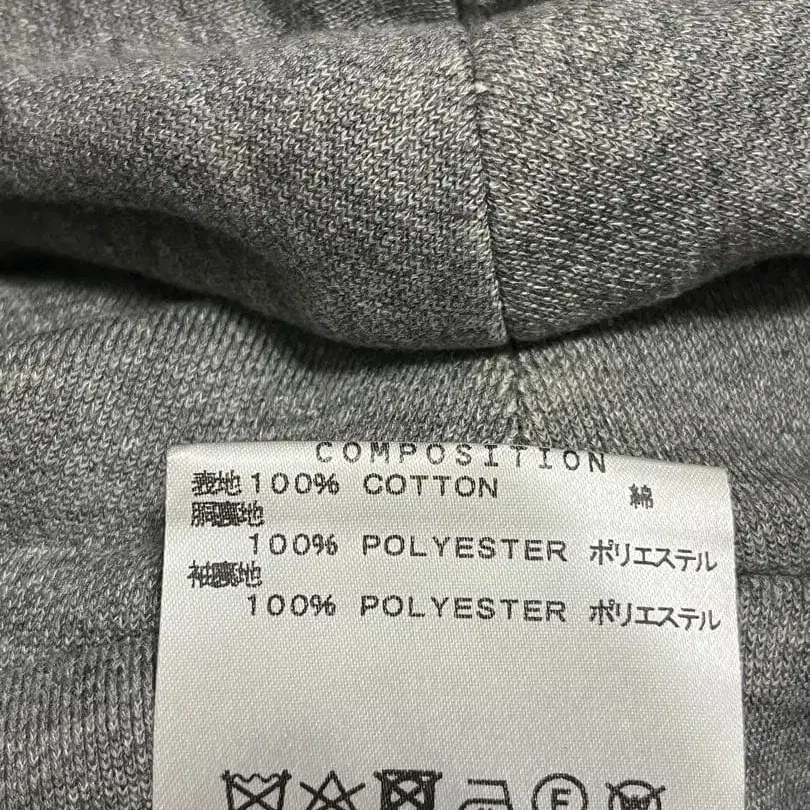 COMPOSITION
表地 100% COTTON 綿
胴裏地
100% POLYESTER ポリエステル
袖裏地
100% POLYESTER ポリエステル